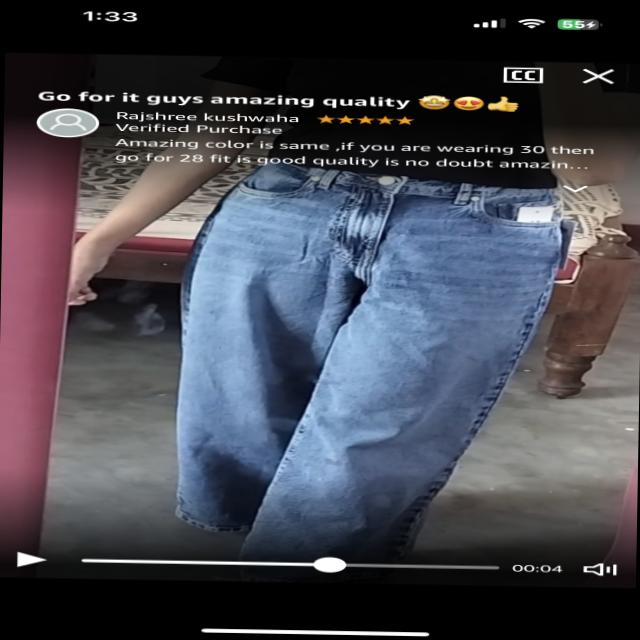 1:33
55
CC
Go for it guys amazing quality 🤩😍👍
Rajshree kushwaha ★★★★★
Verified Purchase
Amazing color is same ,if you are wearing 30 then
go for 28 fit is good quality is no doubt amazin...
00:04